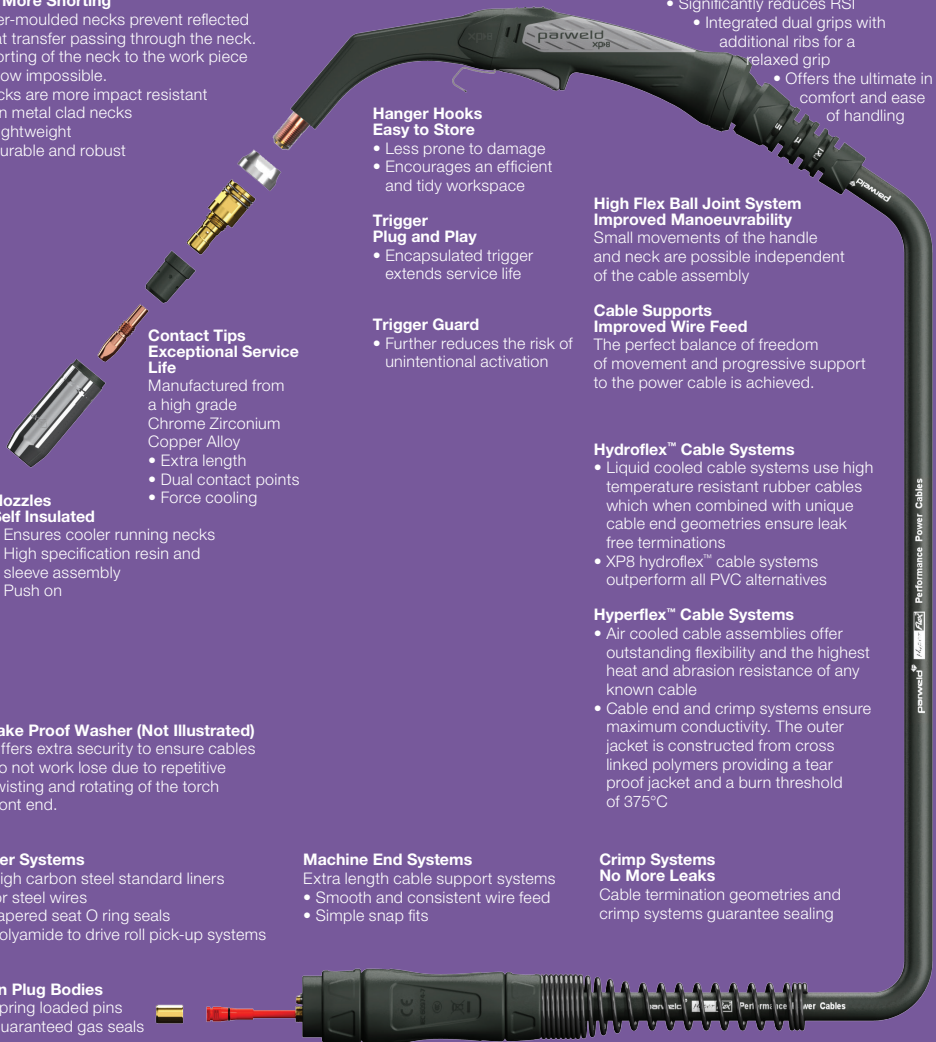 More Shorting
er-moulded necks prevent reflected
at transfer passing through the neck.
orting of the neck to the work piece
ow impossible.
cks are more impact resistant
n metal clad necks
ghtweight
urable and robust
xp8
parweld
xp8
• Significantly reduces RSI
• Integrated dual grips with
additional ribs for a
relaxed grip
• Offers the ultimate in
comfort and ease
of handling
parweld
Hanger Hooks
Easy to Store
• Less prone to damage
• Encourages an efficient
and tidy workspace
Trigger
Plug and Play
• Encapsulated trigger
extends service life
Trigger Guard
• Further reduces the risk of
unintentional activation
High Flex Ball Joint System
Improved Manoeuvrability
Small movements of the handle
and neck are possible independent
of the cable assembly
Cable Supports
Improved Wire Feed
The perfect balance of freedom
of movement and progressive support
to the power cable is achieved.
Contact Tips
Exceptional Service
Life
Manufactured from
a high grade
Chrome Zirconium
Copper Alloy
• Extra length
• Dual contact points
• Force cooling
ozzles
elf Insulated
Ensures cooler running necks
High specification resin and
sleeve assembly
Push on
Hydroflex™ Cable Systems
• Liquid cooled cable systems use high
temperature resistant rubber cables
which when combined with unique
cable end geometries ensure leak
free terminations
• XP8 hydroflex™ cable systems
outperform all PVC alternatives
Hyperflex™ Cable Systems
• Air cooled cable assemblies offer
outstanding flexibility and the highest
heat and abrasion resistance of any
known cable
• Cable end and crimp systems ensure
maximum conductivity. The outer
jacket is constructed from cross
linked polymers providing a tear
proof jacket and a burn threshold
of 375°C
parweld Performance Power Cables
ake Proof Washer (Not Illustrated)
ffers extra security to ensure cables
o not work lose due to repetitive
wisting and rotating of the torch
ont end.
er Systems
igh carbon steel standard liners
or steel wires
apered seat O ring seals
olyamide to drive roll pick-up systems
Machine End Systems
Extra length cable support systems
• Smooth and consistent wire feed
• Simple snap fits
Crimp Systems
No More Leaks
Cable termination geometries and
crimp systems guarantee sealing
n Plug Bodies
pring loaded pins
uaranteed gas seals
CE
Cables